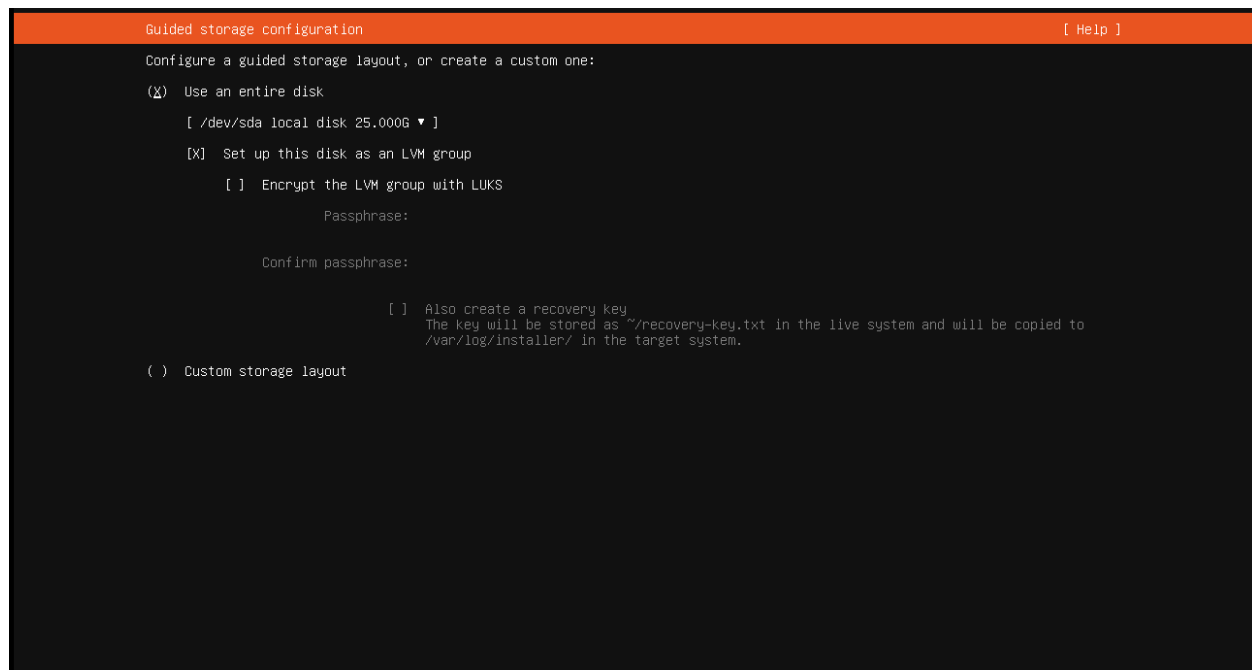 Guided storage configuration [ Help ]
Configure a guided storage layout, or create a custom one:
(X) Use an entire disk
[ /dev/sda local disk 25.000G ▾ ]
[X] Set up this disk as an LVM group
[ ] Encrypt the LVM group with LUKS
Passphrase:
Confirm passphrase:
[ ] Also create a recovery key
The key will be stored as ~/recovery-key.txt in the live system and will be copied to
/var/log/installer/ in the target system.
( ) Custom storage layout